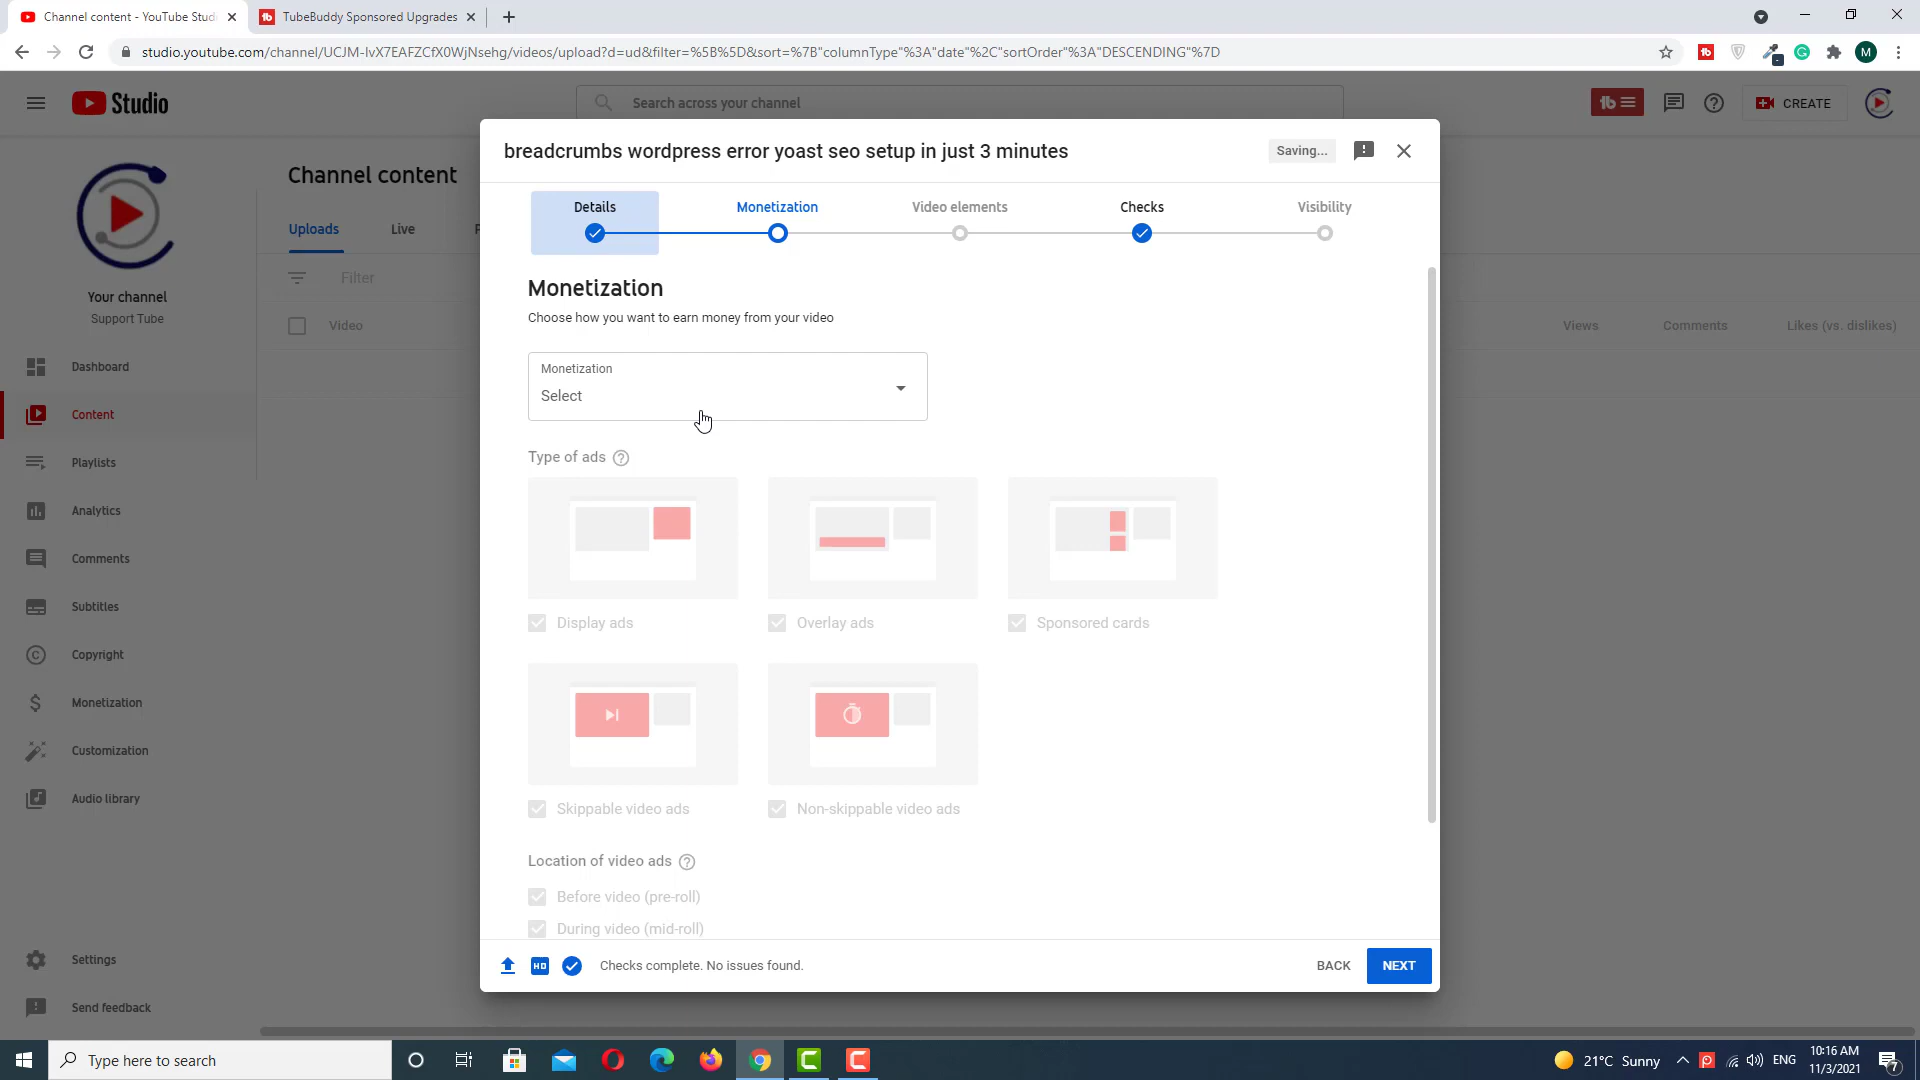 Channel content - YouTube Studi
TubeBuddy Sponsored Upgrades
studio.youtube.com/channel/UCJM-IvX7EAFZCfX0WjNsehg/videos/upload?d=ud&filter=%5B%5D&sort=%7B"columnType"%3A"date"%2C"sortOrder"%3A"DESCENDING"%7D
M
Studio
Search across your channel
CREATE
Your channel
Support Tube
Dashboard
Content
Playlists
Analytics
Comments
Subtitles
Copyright
Monetization
Customization
Audio library
Settings
Send feedback
Channel content
Uploads
Live
P
Filter
Video
Views
Comments
Likes (vs. dislikes)
breadcrumbs wordpress error yoast seo setup in just 3 minutes
Saving...
Details
Monetization
Video elements
Checks
Visibility
Monetization
Choose how you want to earn money from your video
Monetization
Select
Type of ads
Display ads
Overlay ads
Sponsored cards
Skippable video ads
Non-skippable video ads
Location of video ads
Before video (pre-roll)
During video (mid-roll)
HD
Checks complete. No issues found.
BACK
NEXT
Type here to search
21°C Sunny
ENG
10:16 AM
11/3/2021
7